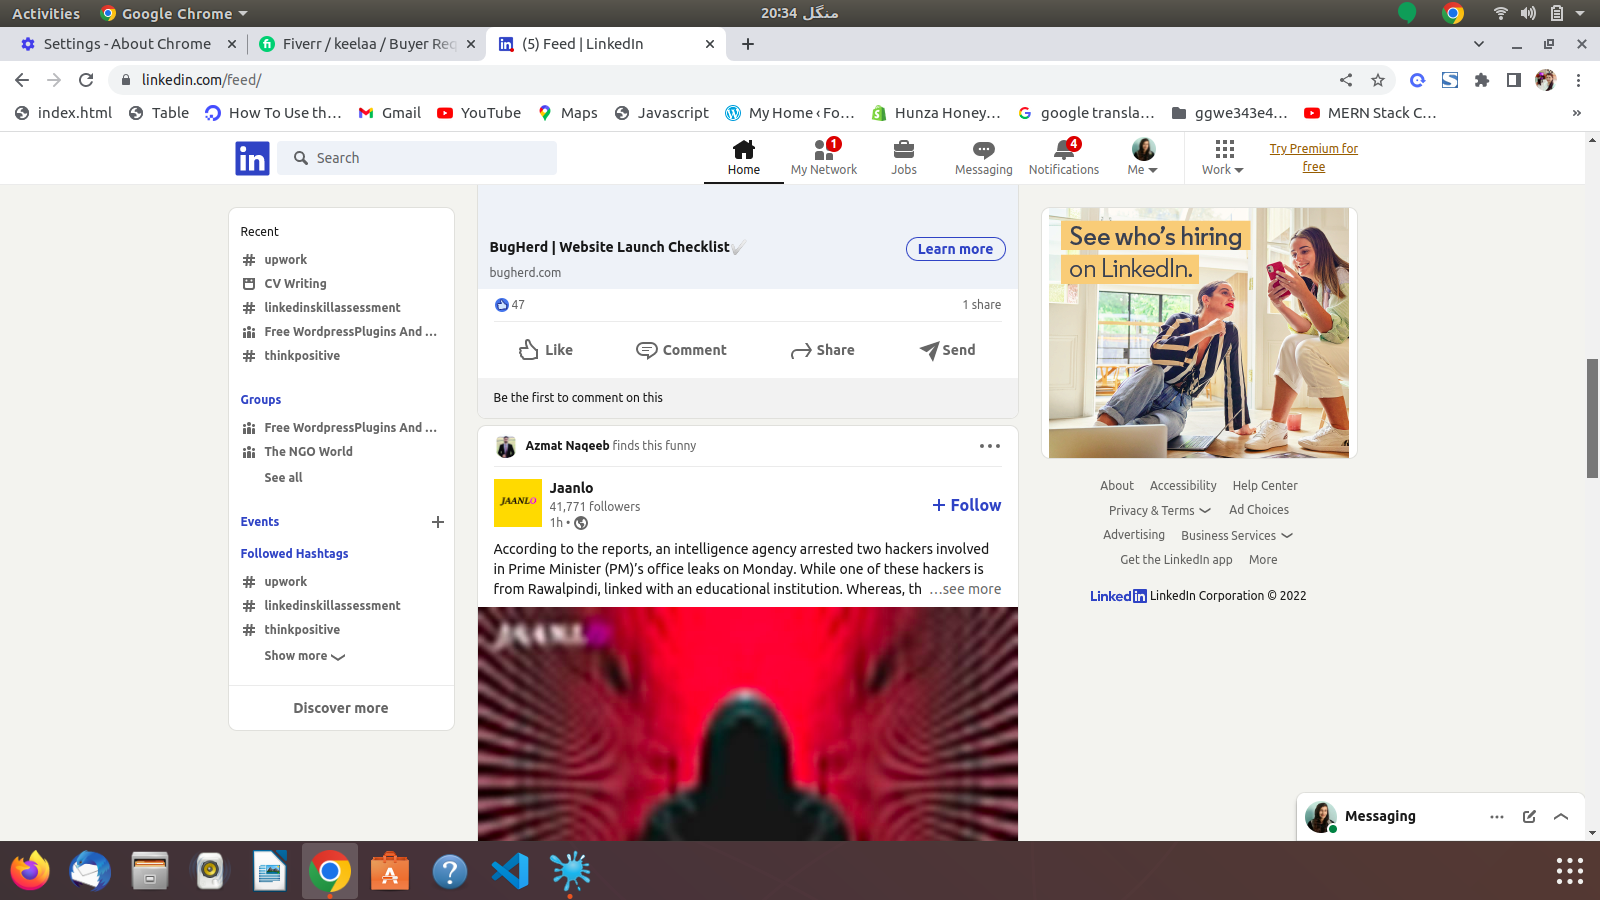 Activities
Google Chrome
منگل 20:34
Settings - About Chrome
Fiverr / keelaa / Buyer Req
(5) Feed | LinkedIn
linkedin.com/feed/
index.html
Table
How To Use th...
Gmail
YouTube
Maps
Javascript
My Home ‹ Fo...
Hunza Honey...
google transla...
ggwe343e4...
MERN Stack C...
»
in
Search
Home
1
My Network
Jobs
Messaging
4
Notifications
Me
Work
Try Premium for
free
Recent
# upwork
CV Writing
# linkedinskillassessment
Free WordpressPlugins And ...
# thinkpositive
Groups
Free WordpressPlugins And ...
The NGO World
See all
Events
Followed Hashtags
# upwork
# linkedinskillassessment
# thinkpositive
Show more
Discover more
BugHerd | Website Launch Checklist
bugherd.com
Learn more
47
1 share
Like
Comment
Share
Send
Be the first to comment on this
Azmat Naqeeb finds this funny
JAANLO
Jaanlo
41,771 followers
1h •
+ Follow
According to the reports, an intelligence agency arrested two hackers involved
in Prime Minister (PM)’s office leaks on Monday. While one of these hackers is
from Rawalpindi, linked with an educational institution. Whereas, th ...see more
JAANLO
See who’s hiring
on LinkedIn.
About
Accessibility
Help Center
Privacy & Terms
Ad Choices
Advertising
Business Services
Get the LinkedIn app
More
LinkedIn LinkedIn Corporation © 2022
Messaging